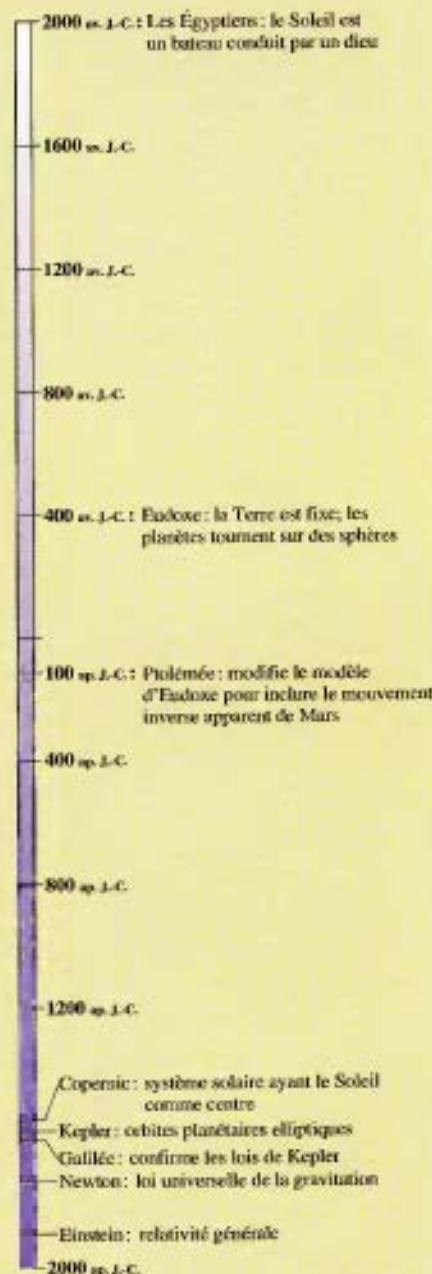 2000 av. J.-C. : Les Égyptiens : le Soleil est
un bateau conduit par un dieu
1600 av. J.-C.
1200 av. J.-C.
800 av. J.-C.
400 av. J.-C. : Eudoxe : la Terre est fixe; les
planètes tournent sur des sphères
100 ap. J.-C. : Ptolémée : modifie le modèle
d'Eudoxe pour inclure le mouvement
inverse apparent de Mars
400 ap. J.-C.
800 ap. J.-C.
1200 ap. J.-C.
Copernic : système solaire ayant le Soleil
comme centre
Kepler : orbites planétaires elliptiques
Galilée : confirme les lois de Kepler
Newton : loi universelle de la gravitation
Einstein : relativité générale
2000 ap. J.-C.